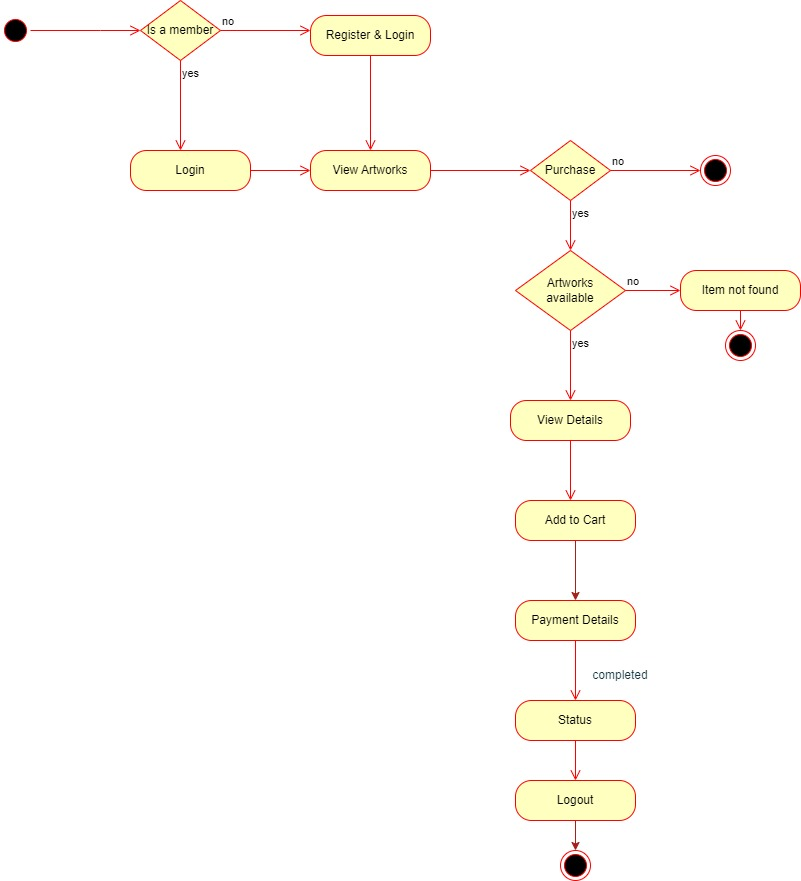 Is a member
no
Register & Login
yes
Login
View Artworks
Purchase
no
yes
Artworks
available
no
Item not found
yes
View Details
Add to Cart
Payment Details
completed
Status
Logout